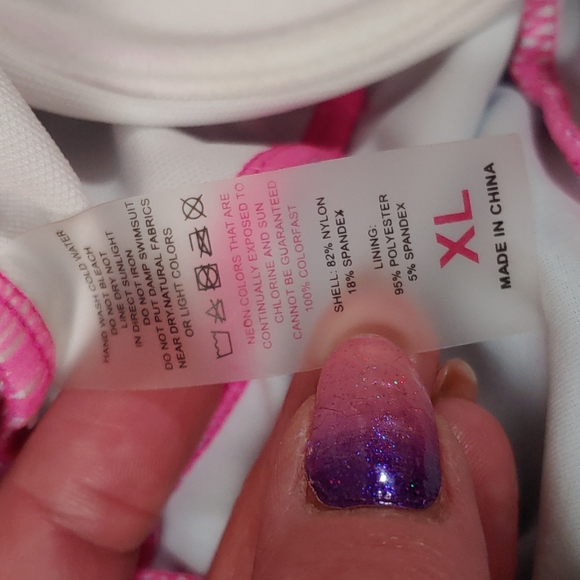 HAND WASH COLD WATER
DO NOT BLEACH
DO NOT WET
LINE DRY SUNLIGHT
IN DIRECT IRON
DO NOT DAMP SWIMSUIT
DO NOT PUT FABRICS
NEAR DRY.NATURAL
OR LIGHT COLORS
NEON COLORS THAT ARE
CONTINUALLY EXPOSED TO
CHLORINE AND SUN
CANNOT BE GUARANTEED
100% COLORFAST
SHELL: 82% NYLON
18% SPANDEX
LINING:
95% POLYESTER
5% SPANDEX
XL
MADE IN CHINA